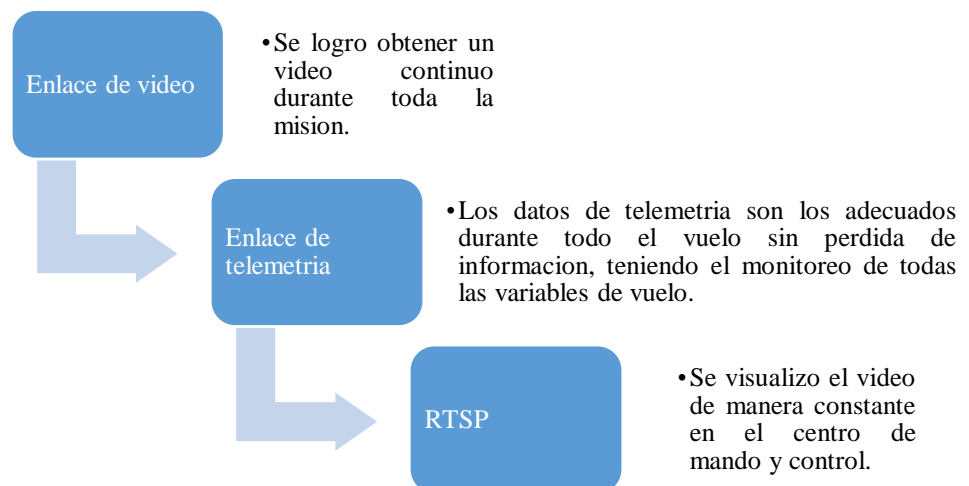 Enlace de video
•Se logro obtener un
video continuo
durante toda la
mision.
Enlace de
telemetria
•Los datos de telemetria son los adecuados
durante todo el vuelo sin perdida de
informacion, teniendo el monitoreo de todas
las variables de vuelo.
RTSP
•Se visualizo el video
de manera constante
en el centro de
mando y control.